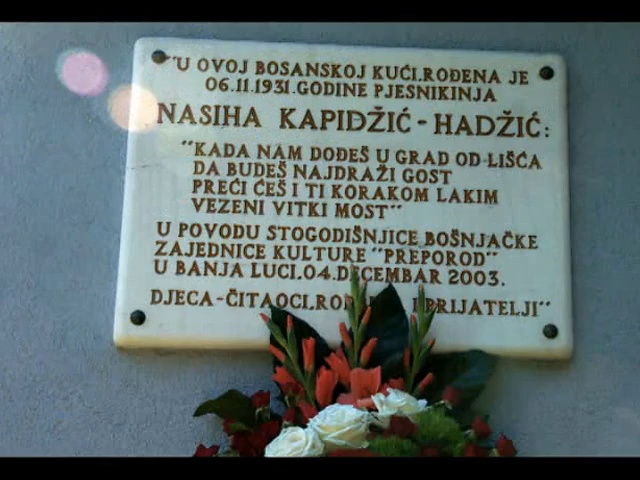 "U OVOJ BOSANSKOJ KUĆI.ROĐENA JE
06.11.1931.GODINE PJESNIKINJA
NASIHA KAPIDŽIĆ-HADŽIĆ:
"KADA NAM DOĐEŠ U GRAD OD LIŠĆA
DA BUDEŠ NAJDRAŽI GOST
PREĆI ĆEŠ I TI KORAKOM LAKIM
VEZENI VITKI MOST"
U POVODU STOGODIŠNJICE BOŠNJAČKE
ZAJEDNICE KULTURE "PREPOROD"
U BANJA LUCI.04.DECEMBAR 2003.
DJECA-ČITAOCI. PRIJATELJI"